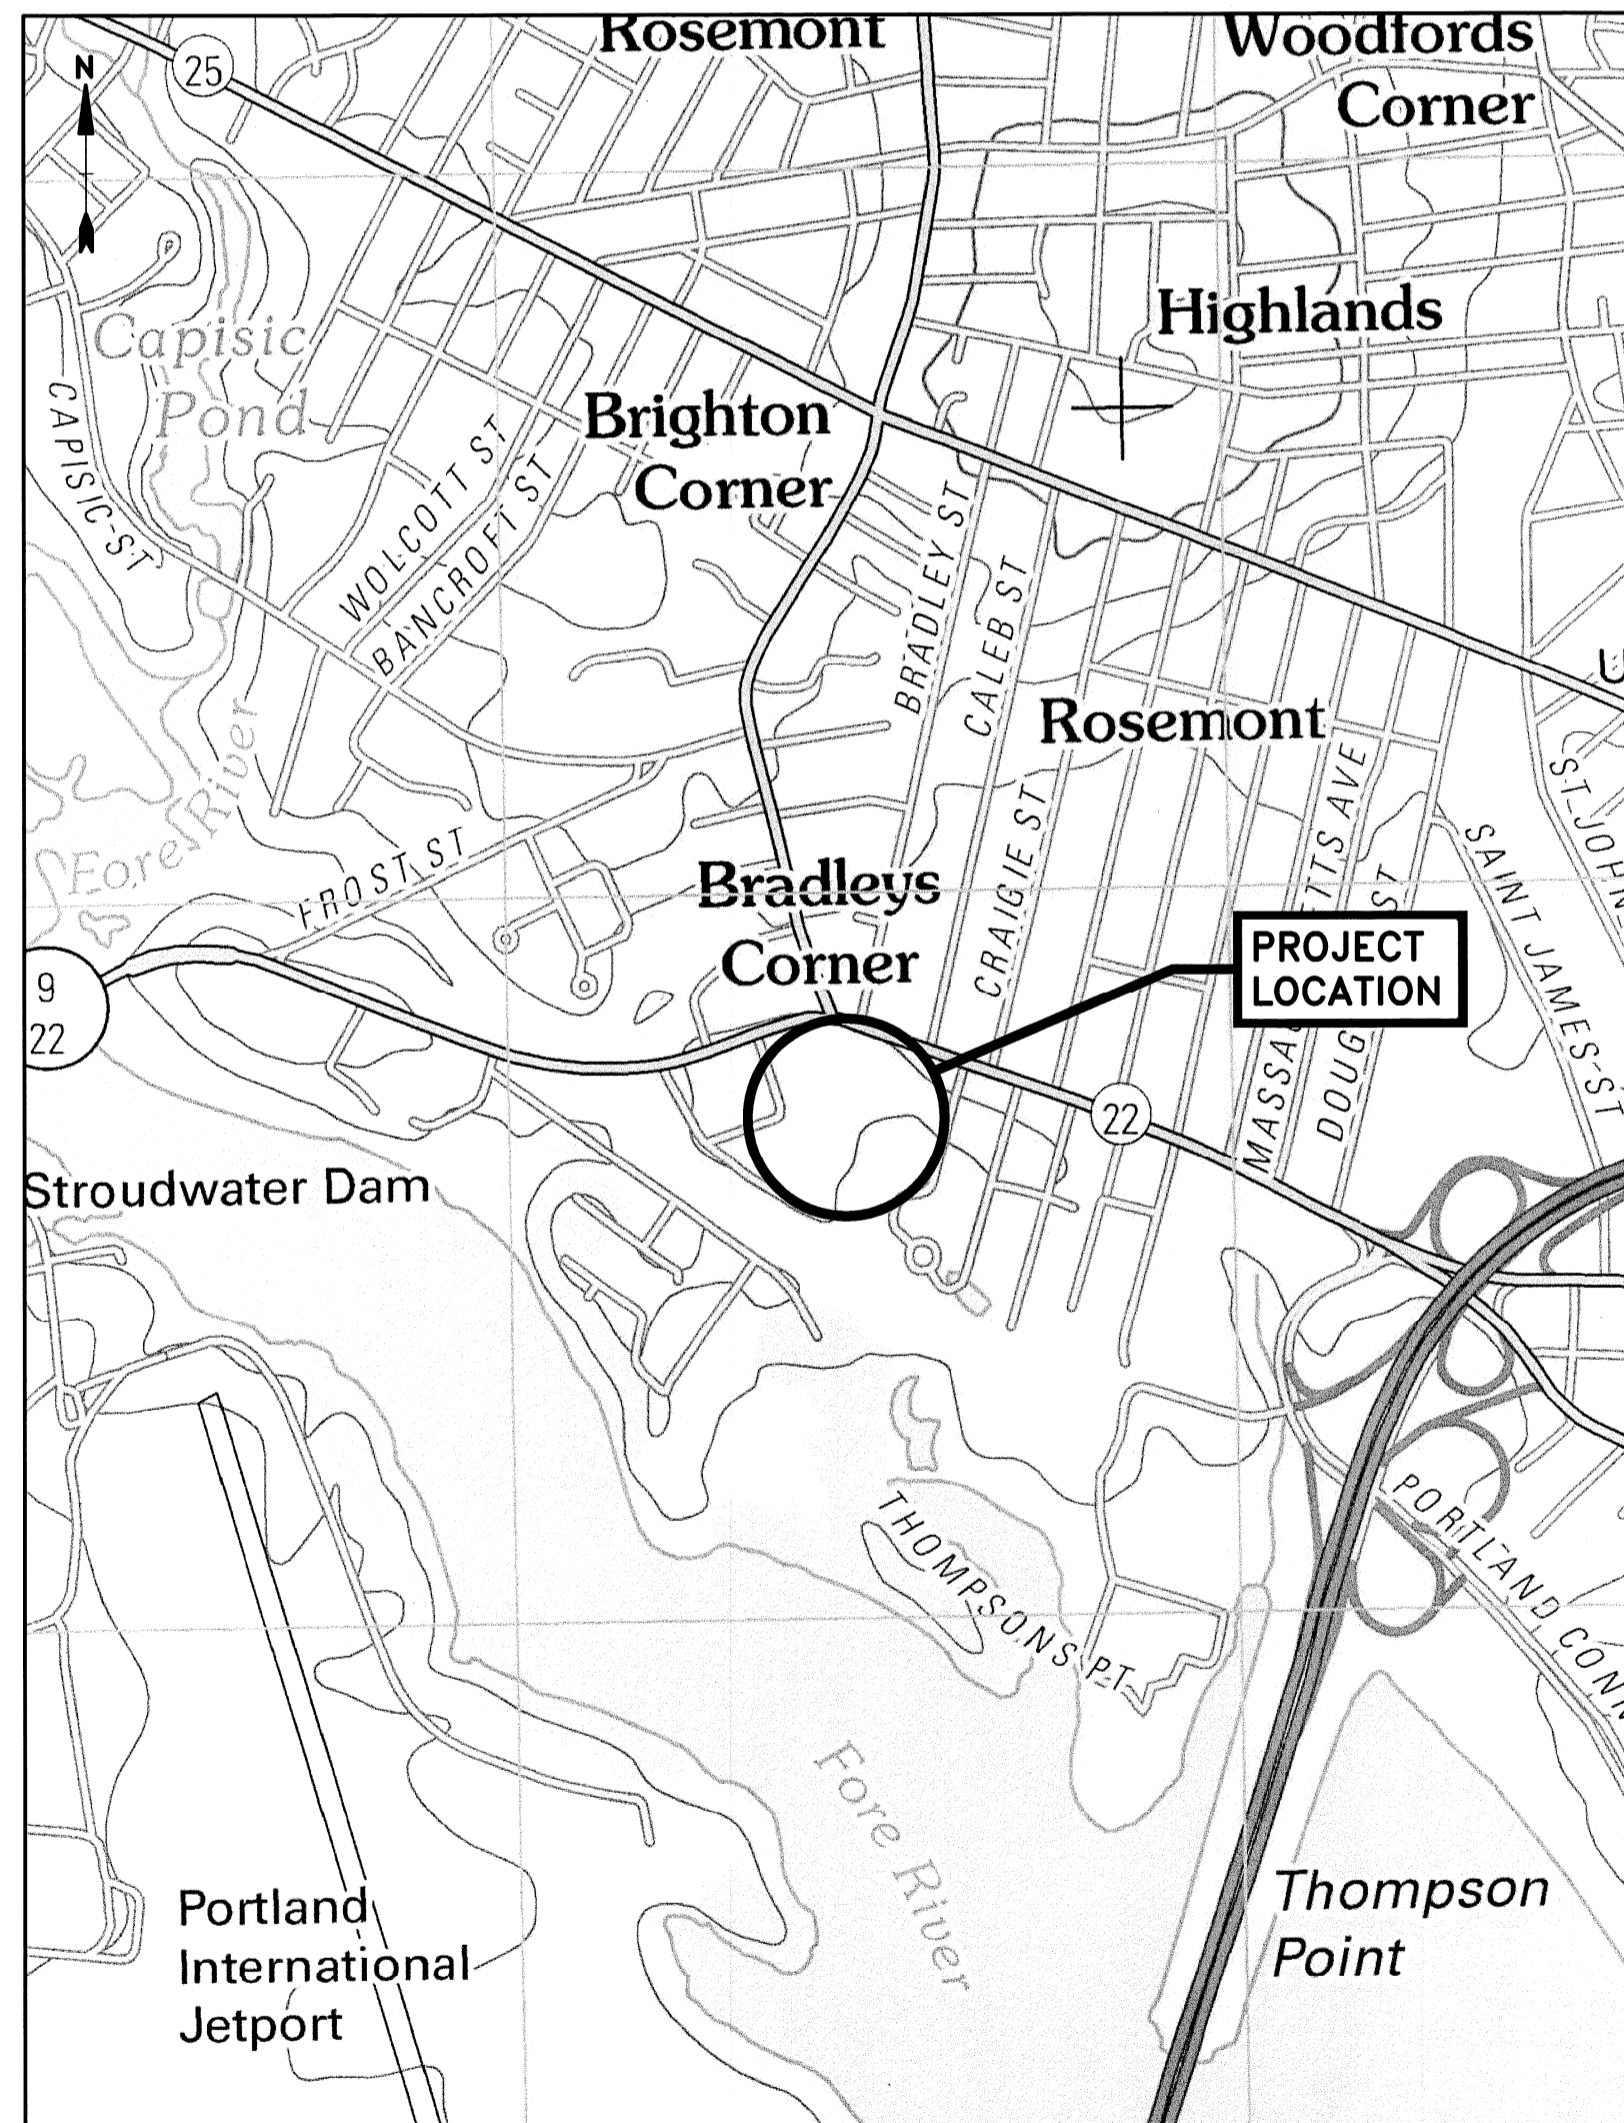 Rosemont
Woodfords
Corner
25
N
Highlands
Capisic
Pond
CAPISIC ST
Brighton
Corner
WOLCOTT ST
BANCROFT ST
BRADLEY ST
CALEB ST
Rosemont
ST JOHN
Fore River
FROST ST
Bradleys
Corner
CRAIGIE ST
SAINT JAMES ST
PROJECT
LOCATION
9
22
22
Stroudwater Dam
THOMPSONS PT
PORTLAND CONN
Fore River
Portland
International
Jetport
Thompson
Point